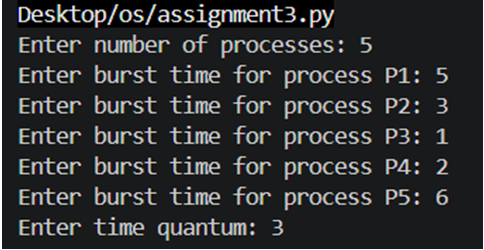 Desktop/os/assignment3.py
Enter number of processes: 5
Enter burst time for process P1: 5
Enter burst time for process P2: 3
Enter burst time for process P3: 1
Enter burst time for process P4: 2
Enter burst time for process P5: 6
Enter time quantum: 3